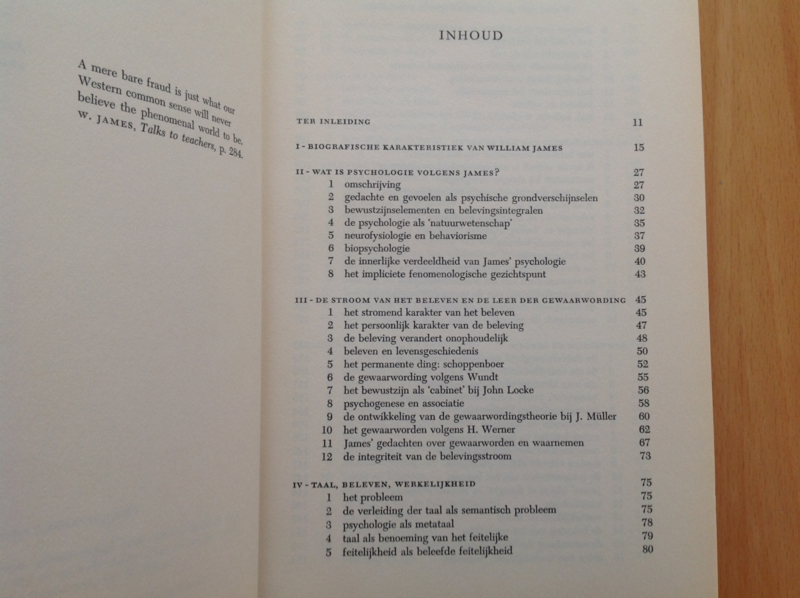 A mere bare fraud is just what our
Western common sense will never
believe the phenomenal world to be.
W. JAMES, Talks to teachers, p. 284.
INHOUD
TER INLEIDING 11
I - BIOGRAFISCHE KARAKTERISTIEK VAN WILLIAM JAMES 15
II - WAT IS PSYCHOLOGIE VOLGENS JAMES? 27
1 omschrijving 27
2 gedachte en gevoelen als psychische grondverschijnselen 30
3 bewustzijnselementen en belevingsintegralen 32
4 de psychologie als 'natuurwetenschap' 35
5 neurofysiologie en behaviorisme 37
6 biopsychologie 39
7 de innerlijke verdeeldheid van James' psychologie 40
8 het impliciete fenomenologische gezichtspunt 43
III - DE STROOM VAN HET BELEVEN EN DE LEER DER GEWAARWORDING 45
1 het stromend karakter van het beleven 45
2 het persoonlijk karakter van de beleving 47
3 de beleving verandert onophoudelijk 48
4 beleven en levensgeschiedenis 50
5 het permanente ding: schoppenboer 52
6 de gewaarwording volgens Wundt 55
7 het bewustzijn als 'cabinet' bij John Locke 56
8 psychogenese en associatie 58
9 de ontwikkeling van de gewaarwordingstheorie bij J. Müller 60
10 het gewaarworden volgens H. Werner 62
11 James' gedachten over gewaarworden en waarnemen 67
12 de integriteit van de belevingsstroom 73
IV - TAAL, BELEVEN, WERKELIJKHEID 75
1 het probleem 75
2 de verleiding der taal als semantisch probleem 75
3 psychologie als metataal 78
4 taal als benoeming van het feitelijke 79
5 feitelijkheid als beleefde feitelijkheid 80